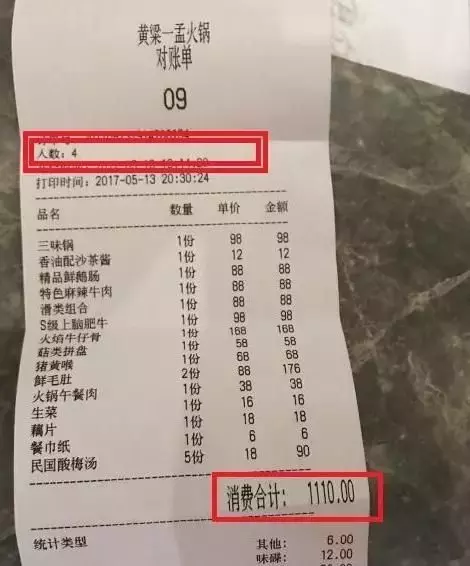 黄粱一孟火锅
对账单
09
人数：4
打印时间：2017-05-13 20:30:24
品名 数量 单价 金额
三味锅 1份 98 98
香油配沙茶酱 1份 12 12
精品鲜鹅肠 1份 88 88
特色麻辣牛肉 1份 88 88
滑类组合 1份 88 88
S级上脑肥牛 1份 98 98
火焰牛仔骨 1份 168 168
菇类拼盘 1份 58 58
猪黄喉 1份 68 68
鲜毛肚 2份 88 176
火锅午餐肉 1份 38 38
生菜 1份 16 16
藕片 1份 18 18
餐巾纸 1份 6 6
民国酸梅汤 5份 18 90
消费合计： 1110.00
统计类型 其他： 6.00
味碟： 12.00